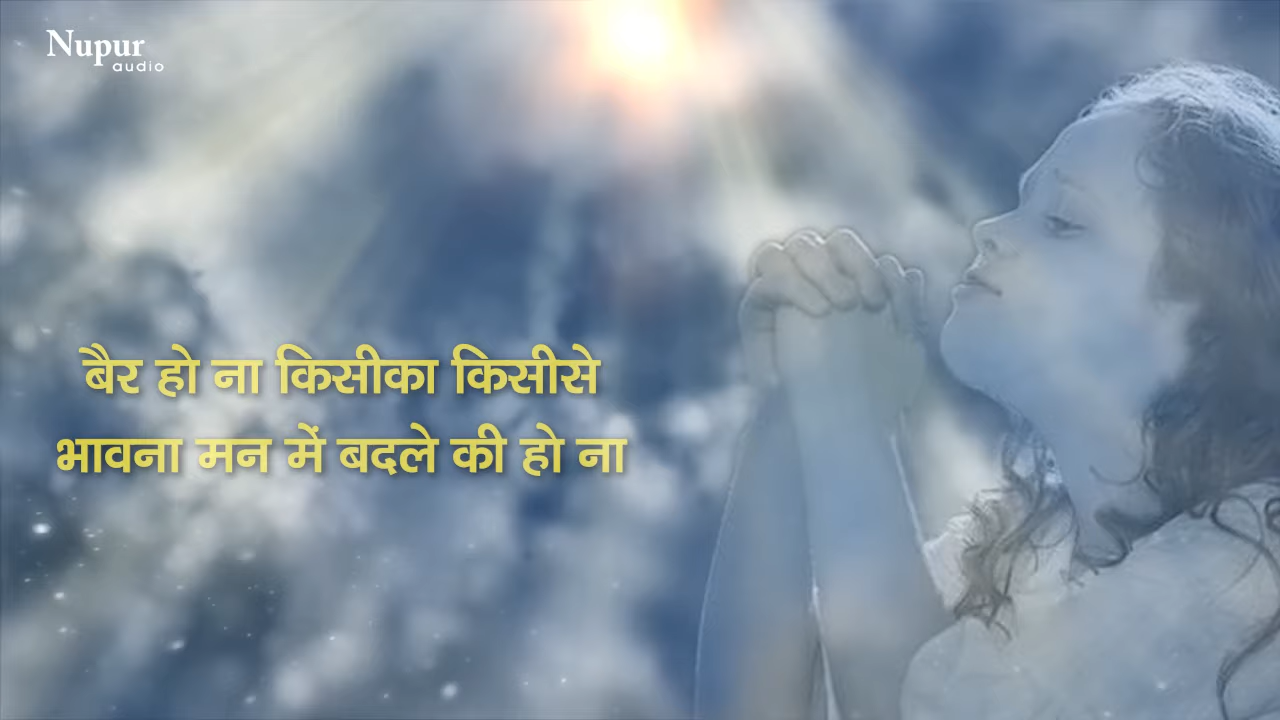 Nupur
audio
बैर हो ना किसीका किसीसे
भावना मन में बदले की हो ना